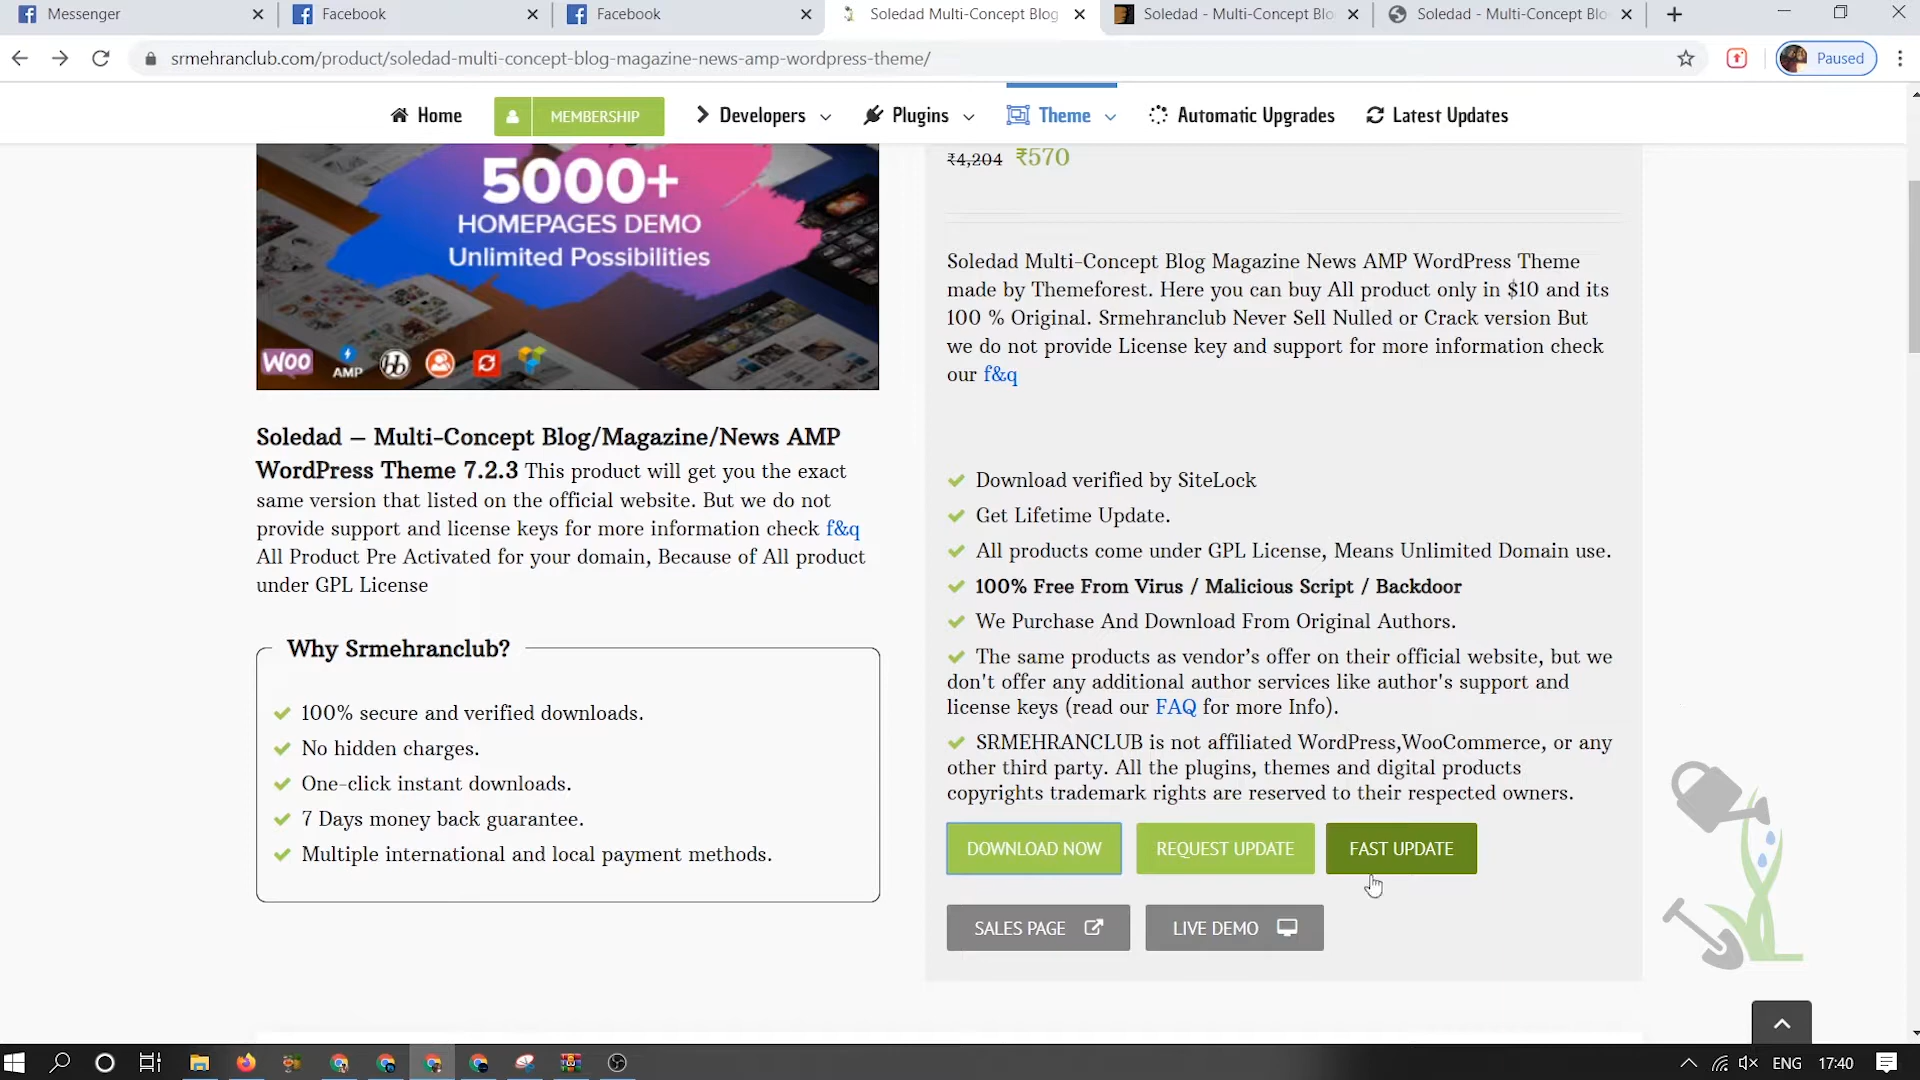 Messenger
Facebook
Facebook
Soledad Multi-Concept Blog
Soledad - Multi-Concept Blo
Soledad - Multi-Concept Blo
srmehranclub.com/product/soledad-multi-concept-blog-magazine-news-amp-wordpress-theme/
Paused
Home
MEMBERSHIP
Developers
Plugins
Theme
Automatic Upgrades
Latest Updates
5000+
HOMEPAGES DEMO
Unlimited Possibilities
WOO
AMP
bb
Soledad – Multi-Concept Blog/Magazine/News AMP
WordPress Theme 7.2.3 This product will get you the exact
same version that listed on the official website. But we do not
provide support and license keys for more information check f&q
All Product Pre Activated for your domain, Because of All product
under GPL License
Why Srmehranclub?
100% secure and verified downloads.
No hidden charges.
One-click instant downloads.
7 Days money back guarantee.
Multiple international and local payment methods.
₹4,204 ₹570
Soledad Multi-Concept Blog Magazine News AMP WordPress Theme
made by Themeforest. Here you can buy All product only in $10 and its
100 % Original. Srmehranclub Never Sell Nulled or Crack version But
we do not provide License key and support for more information check
our f&q
Download verified by SiteLock
Get Lifetime Update.
All products come under GPL License, Means Unlimited Domain use.
100% Free From Virus / Malicious Script / Backdoor
We Purchase And Download From Original Authors.
The same products as vendor's offer on their official website, but we
don't offer any additional author services like author's support and
license keys (read our FAQ for more Info).
SRMEHRANCLUB is not affiliated WordPress,WooCommerce, or any
other third party. All the plugins, themes and digital products
copyrights trademark rights are reserved to their respected owners.
DOWNLOAD NOW
REQUEST UPDATE
FAST UPDATE
SALES PAGE
LIVE DEMO
ENG
17:40